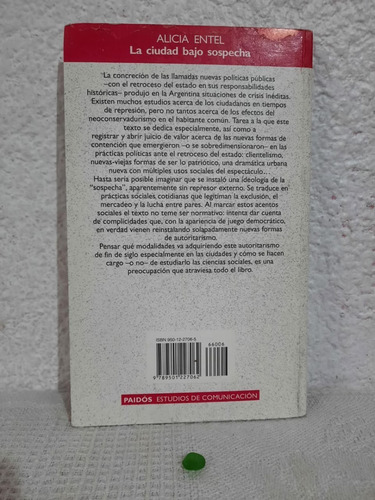 ALICIA ENTEL
La ciudad bajo sospecha
"La concreción de las llamadas nuevas políticas públicas
–con el retroceso del estado en sus responsabilidades
históricas– produjo en la Argentina situaciones de crisis inéditas.
Existen muchos estudios acerca de los ciudadanos en tiempos
de represión, pero no tantos acerca de los efectos del
neoconservadurismo en el habitante común. Tarea a la que este
texto se dedica especialmente, así como a
registrar y abrir juicio de valor acerca de las nuevas formas de
contención que emergieron –o se sobredimensionaron– en las
prácticas políticas ante el retroceso del estado: clientelismo,
nuevas-viejas formas de ser lo patriótico, una dramática urbana
nueva con múltiples usos sociales del espectáculo...
Hasta sería posible imaginar que se instaló una ideología de la
"sospecha", aparentemente sin represor externo. Se traduce en
prácticas sociales, cotidianas que legitiman la exclusión, el
mercadeo y la lucha entre pares. Al marcar estos acentos
sociales el texto no teme ser normativo: intenta dar cuenta
de complicidades que, con la apariencia de juego democrático,
en verdad vienen reinstalando solapadamente nuevas formas
de autoritarismo.
Pensar qué modalidades va adquiriendo este autoritarismo
de fin de siglo especialmente en las ciudades y cómo se hacen
cargo –o no– de estudiarlo las ciencias sociales, es una
preocupación que atraviesa todo el libro.
ISBN 950-12-2706-5
66006
9 789501 227062
PAIDÓS ESTUDIOS DE COMUNICACIÓN